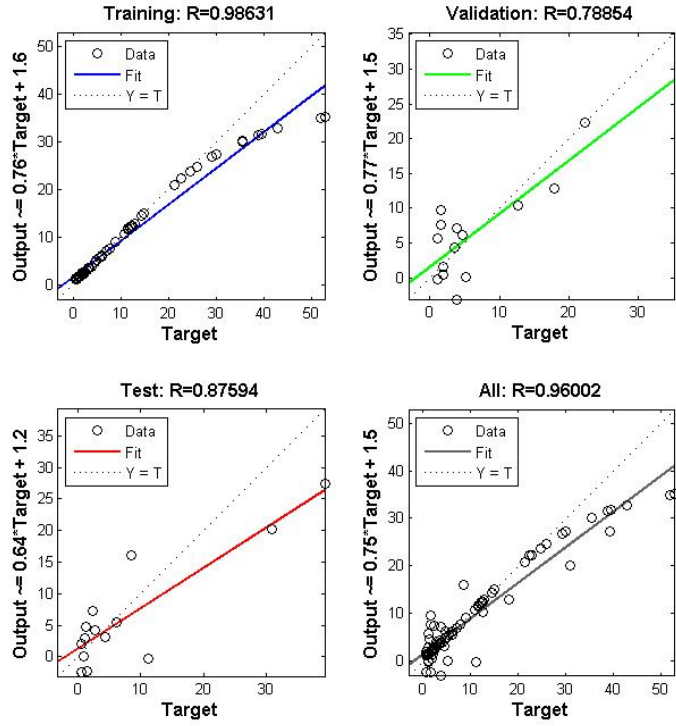 Training: R=0.98631
Output ~= 0.76*Target + 1.6
50
40
30
20
10
0
Data
Fit
Y = T
0 10 20 30 40 50
Target
Validation: R=0.78854
Output ~= 0.77*Target + 1.5
35
30
25
20
15
10
5
0
Data
Fit
Y = T
0 10 20 30
Target
Test: R=0.87594
Output ~= 0.64*Target + 1.2
35
30
25
20
15
10
5
0
Data
Fit
Y = T
0 10 20 30
Target
All: R=0.96002
Output ~= 0.75*Target + 1.5
50
40
30
20
10
0
Data
Fit
Y = T
0 10 20 30 40 50
Target